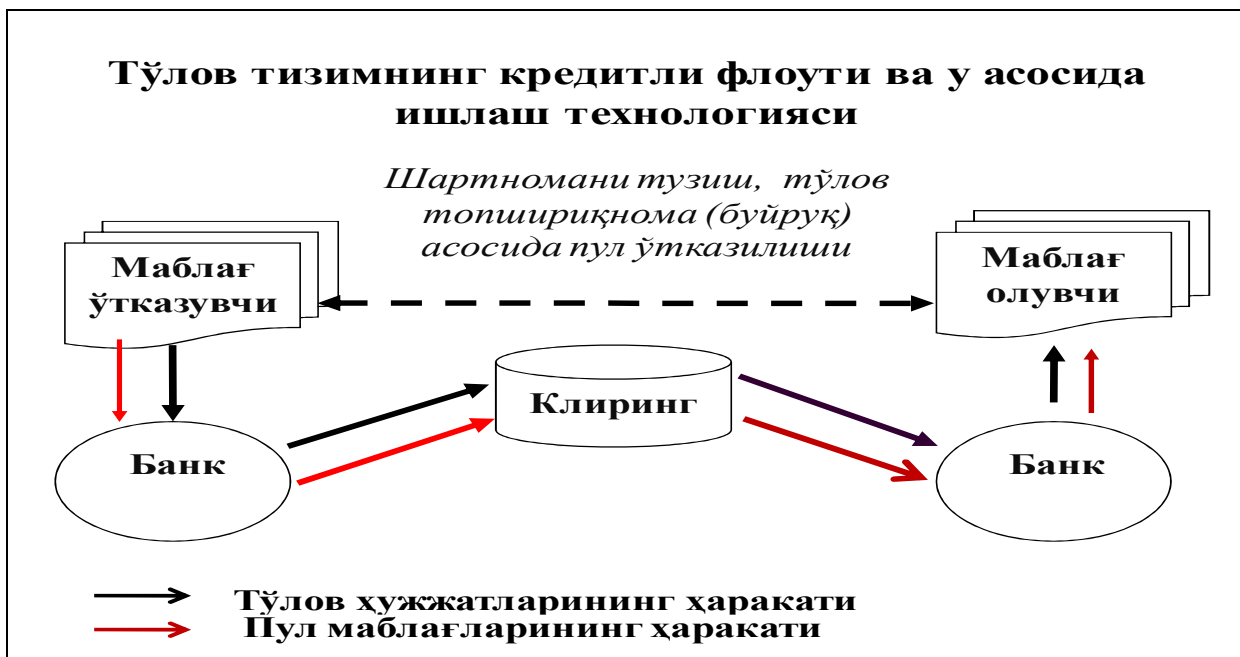 Тўлов тизимнинг кредитли флоути ва у асосида
ишлаш технологияси
Шартномани тузиш, тўлов
топшириқнома (буйруқ)
асосида пул ўтказилиши
Маблағ
ўтказувчи
Маблағ
олувчи
Клиринг
Банк
Банк
Тўлов ҳужжатларининг ҳаракати
Пул маблағларининг ҳаракати